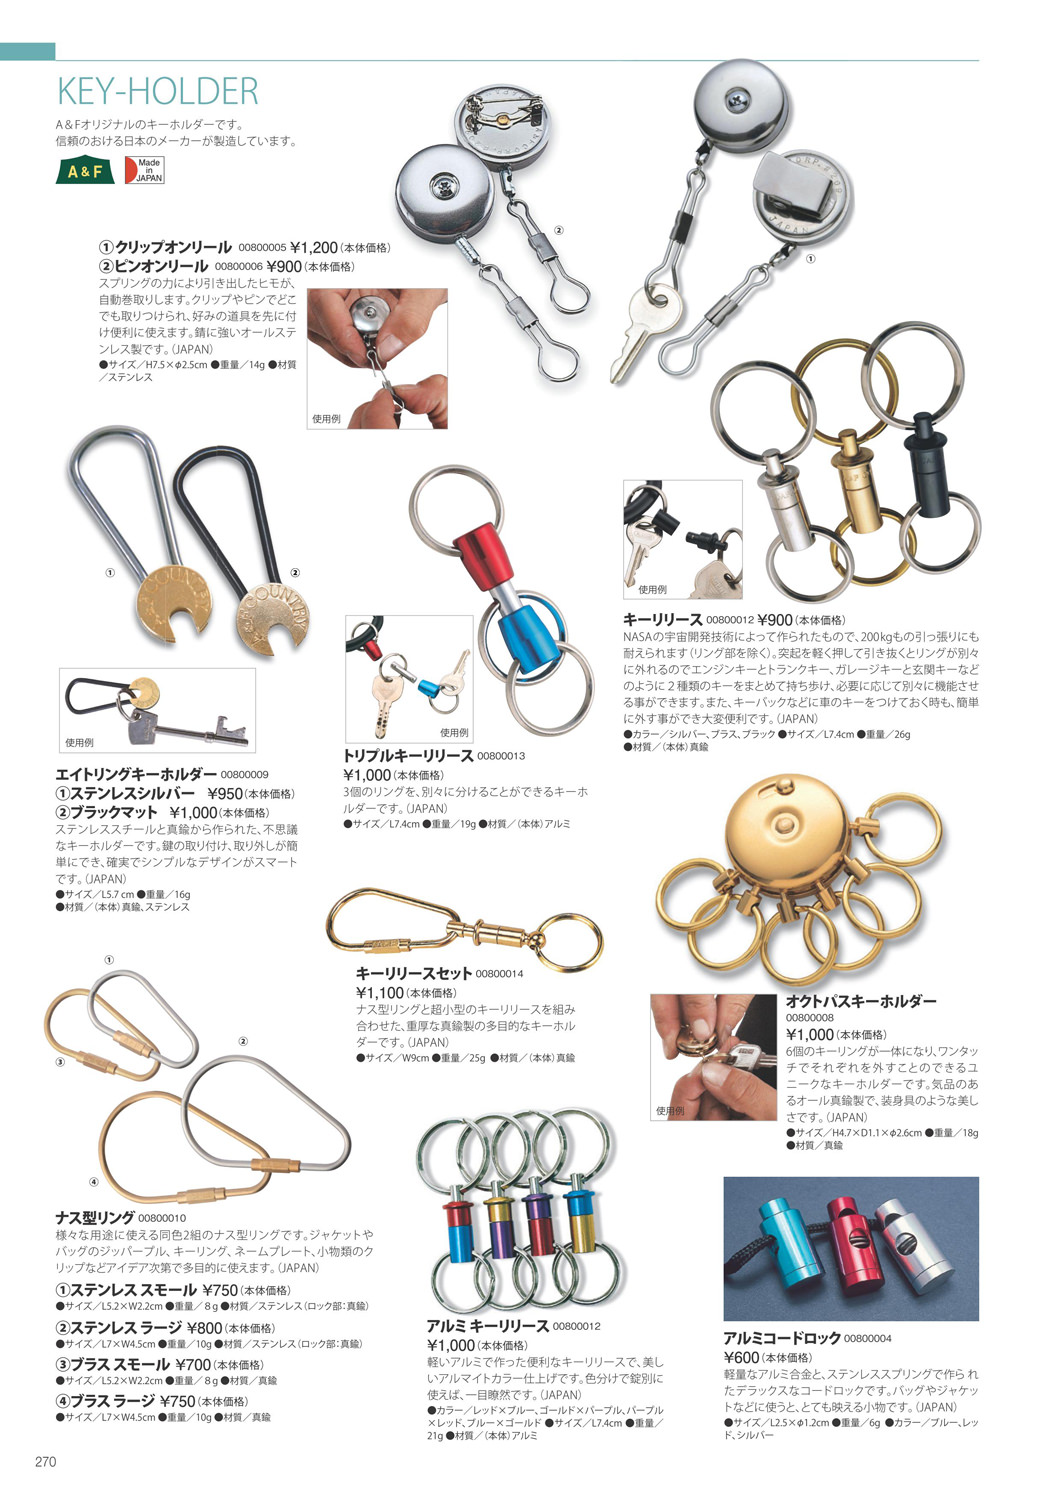 KEY-HOLDER
A&Fオリジナルのキーホルダーです。
信頼のおける日本のメーカーが製造しています。
A&F
Made
in
JAPAN
①クリップオンリール 00800005 ¥1,200(本体価格)
②ピンオンリール 00800006 ¥900(本体価格)
スプリングの力により引き出したヒモが、
自動巻取りします。クリップやピンでどこ
でも取りつけられ、好みの道具を先に付
け便利に使えます。錆に強いオールステ
ンレス製です。(JAPAN)
●サイズ/H7.5×φ2.5cm ●重量/14g ●材質
/ステンレス
使用例
②
①
①
②
使用例
エイトリングキーホルダー 00800009
①ステンレスシルバー ¥950(本体価格)
②ブラックマット ¥1,000(本体価格)
ステンレススチールと真鍮から作られた、不思議
なキーホルダーです。鍵の取り付け、取り外しが簡
単にでき、確実でシンプルなデザインがスマート
です。(JAPAN)
●サイズ/L5.7 cm ●重量/16g
●材質/(本体)真鍮、ステンレス
使用例
トリプルキーリリース 00800013
¥1,000(本体価格)
3個のリングを、別々に分けることができるキーホ
ルダーです。(JAPAN)
●サイズ/L7.4cm ●重量/19g ●材質/(本体)アルミ
使用例
キーリリース 00800012 ¥900(本体価格)
NASAの宇宙開発技術によって作られたもので、200kgもの引っ張りにも
耐えられます(リング部を除く)。突起を軽く押して引き抜くとリングが別々
に外れるのでエンジンキーとトランクキー、ガレージキーと玄関キーなど
のように2種類のキーをまとめて持ち歩け、必要に応じて別々に機能させ
る事ができます。また、キーバックなどに車のキーをつけておく時も、簡単
に外す事ができ大変便利です。(JAPAN)
●カラー/シルバー、ブラス、ブラック ●サイズ/L7.4cm ●重量/26g
●材質/(本体)真鍮
キーリリースセット 00800014
¥1,100(本体価格)
ナス型リングと超小型のキーリリースを組み
合わせた、重厚な真鍮製の多目的なキーホル
ダーです。(JAPAN)
●サイズ/W9cm ●重量/25g ●材質/(本体)真鍮
使用例
オクトパスキーホルダー
00800008
¥1,000(本体価格)
6個のキーリングが一体になり、ワンタッ
チでそれぞれを外すことのできるユ
ニークなキーホルダーです。気品のあ
るオール真鍮製で、装身具のような美し
さです。(JAPAN)
●サイズ/H4.7×D1.1×φ2.6cm ●重量/18g
●材質/真鍮
①
③
②
④
ナス型リング 00800010
様々な用途に使える同色2組のナス型リングです。ジャケットや
バッグのジッパープル、キーリング、ネームプレート、小物類のク
リップなどアイデア次第で多目的に使えます。(JAPAN)
①ステンレス スモール ¥750(本体価格)
●サイズ/L5.2×W2.2cm ●重量/8g ●材質/ステンレス(ロック部:真鍮)
②ステンレス ラージ ¥800(本体価格)
●サイズ/L7×W4.5cm ●重量/10g ●材質/ステンレス(ロック部:真鍮)
③ブラス スモール ¥700(本体価格)
●サイズ/L5.2×W2.2cm ●重量/8g ●材質/真鍮
④ブラス ラージ ¥750(本体価格)
●サイズ/L7×W4.5cm ●重量/10g ●材質/真鍮
アルミ キーリリース 00800012
¥1,000(本体価格)
軽いアルミで作った便利なキーリリースで、美し
いアルマイトカラー仕上げです。色分けで錠別に
使えば、一目瞭然です。(JAPAN)
●カラー/レッド×ブルー、ゴールド×パープル、パープル
×レッド、ブルー×ゴールド ●サイズ/L7.4cm ●重量/
21g ●材質/(本体)アルミ
アルミコードロック 00800004
¥600(本体価格)
軽量なアルミ合金と、ステンレススプリングで作られ
たデラックスなコードロックです。バッグやジャケッ
トなどに使うと、とても映える小物です。(JAPAN)
●サイズ/L2.5×φ1.2cm ●重量/6g ●カラー/ブルー、レッ
ド、シルバー
270